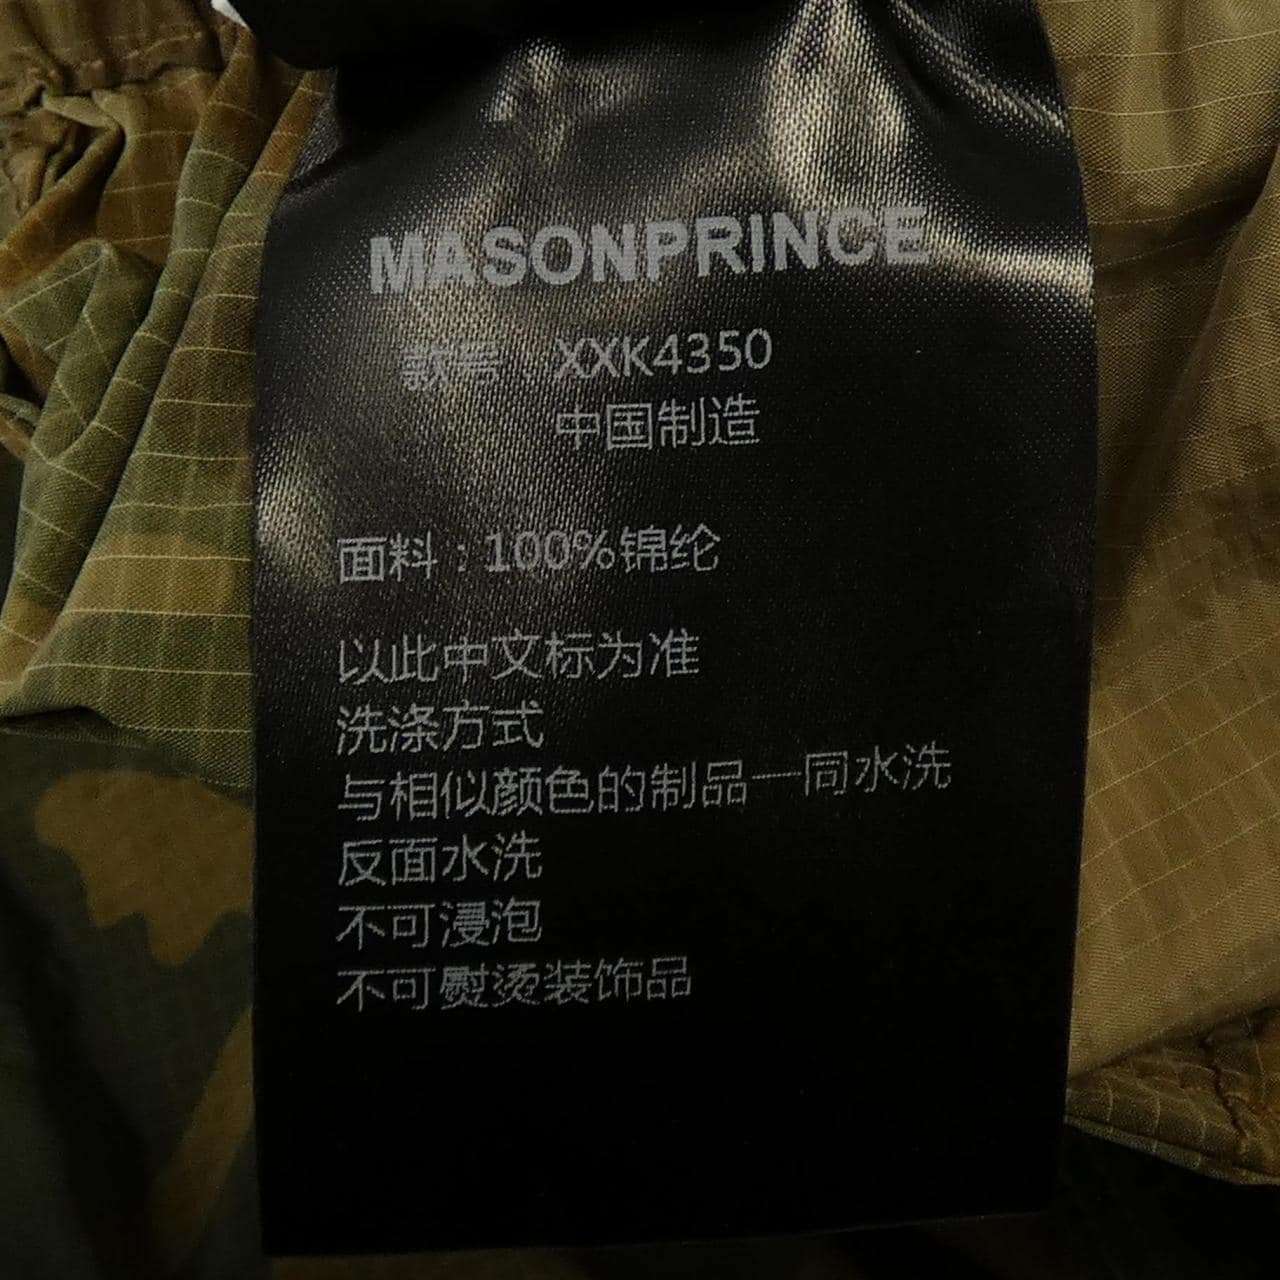 MASONPRINCE
款号 XXK4350
中国制造
面料：100%锦纶
以此中文标为准
洗涤方式
与相似颜色的制品一同水洗
反面水洗
不可浸泡
不可熨烫装饰品